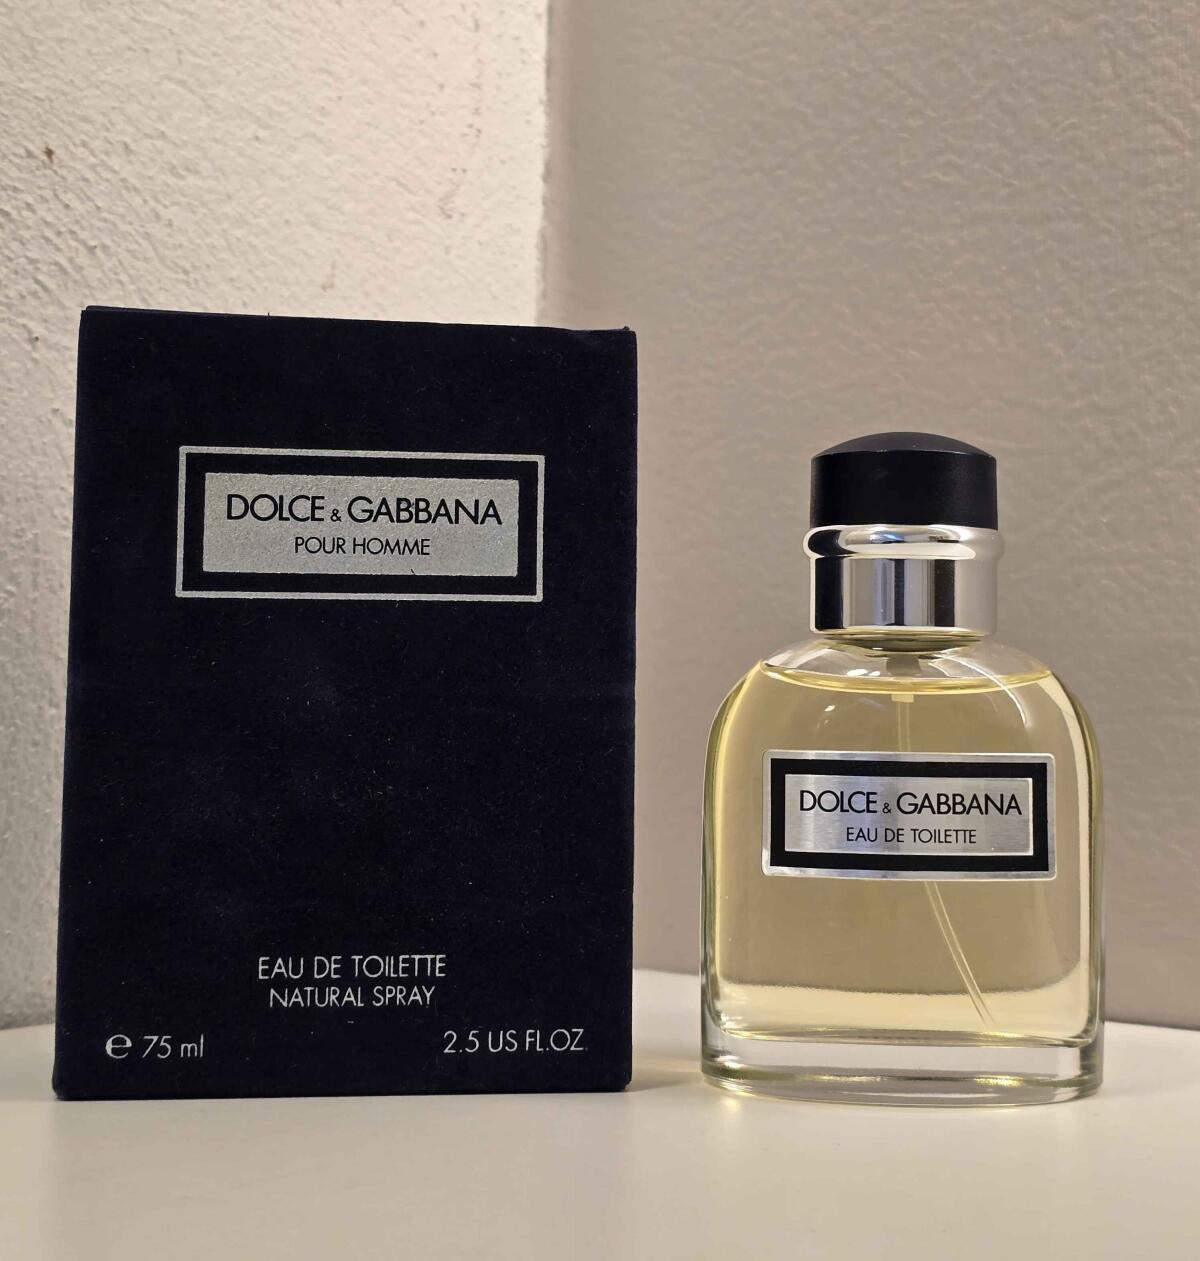 DOLCE & GABBANA
POUR HOMME
EAU DE TOILETTE
NATURAL SPRAY
e 75 ml
2.5 US FL.OZ.
DOLCE & GABBANA
EAU DE TOILETTE